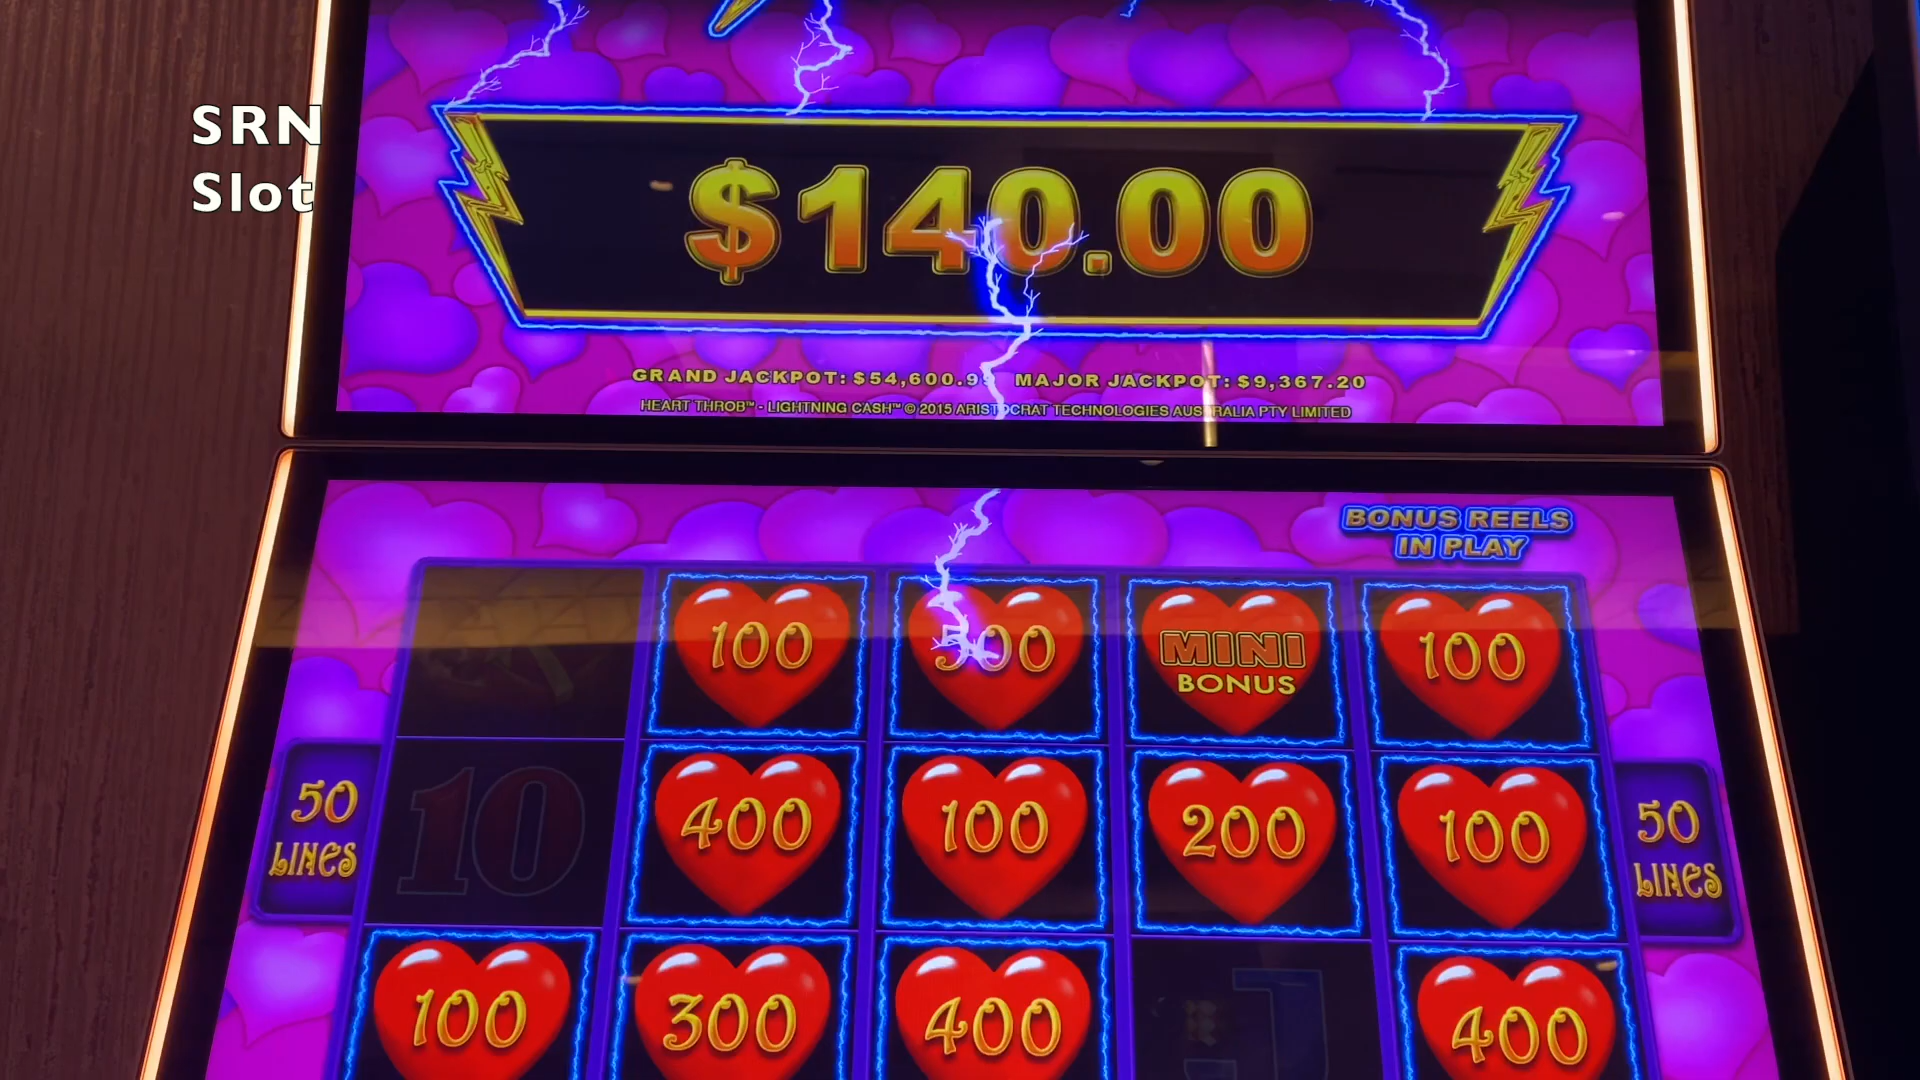 SRN
Slot
$140.00
GRAND JACKPOT: $54,600.99 MAJOR JACKPOT: $9,367.20
HEART THROB™ - LIGHTNING CASH™ © 2015 ARISTOCRAT TECHNOLOGIES AUSTRALIA PTY LIMITED
BONUS REELS
IN PLAY
100 500 MINI BONUS 100
50 LINES
10 400 100 200 100
50 LINES
100 300 400 J 400